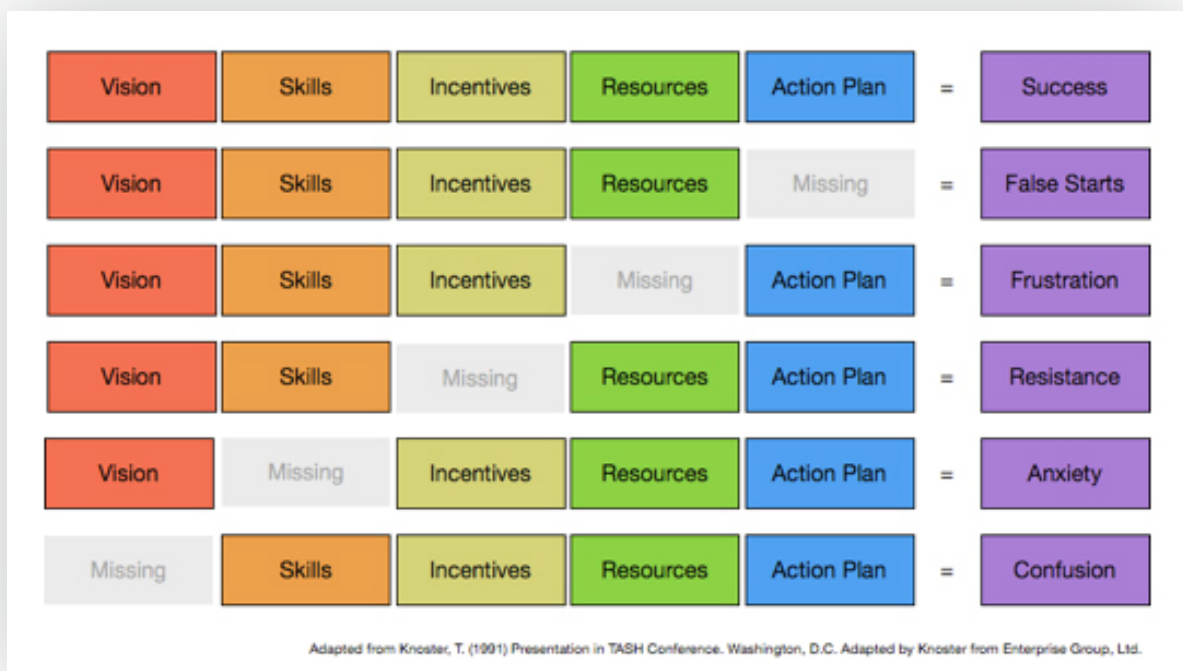 Vision Skills Incentives Resources Action Plan = Success
Vision Skills Incentives Resources Missing = False Starts
Vision Skills Incentives Missing Action Plan = Frustration
Vision Skills Missing Resources Action Plan = Resistance
Vision Missing Incentives Resources Action Plan = Anxiety
Missing Skills Incentives Resources Action Plan = Confusion
Adapted from Knoster, T. (1991) Presentation in TASH Conference. Washington, D.C. Adapted by Knoster from Enterprise Group, Ltd.